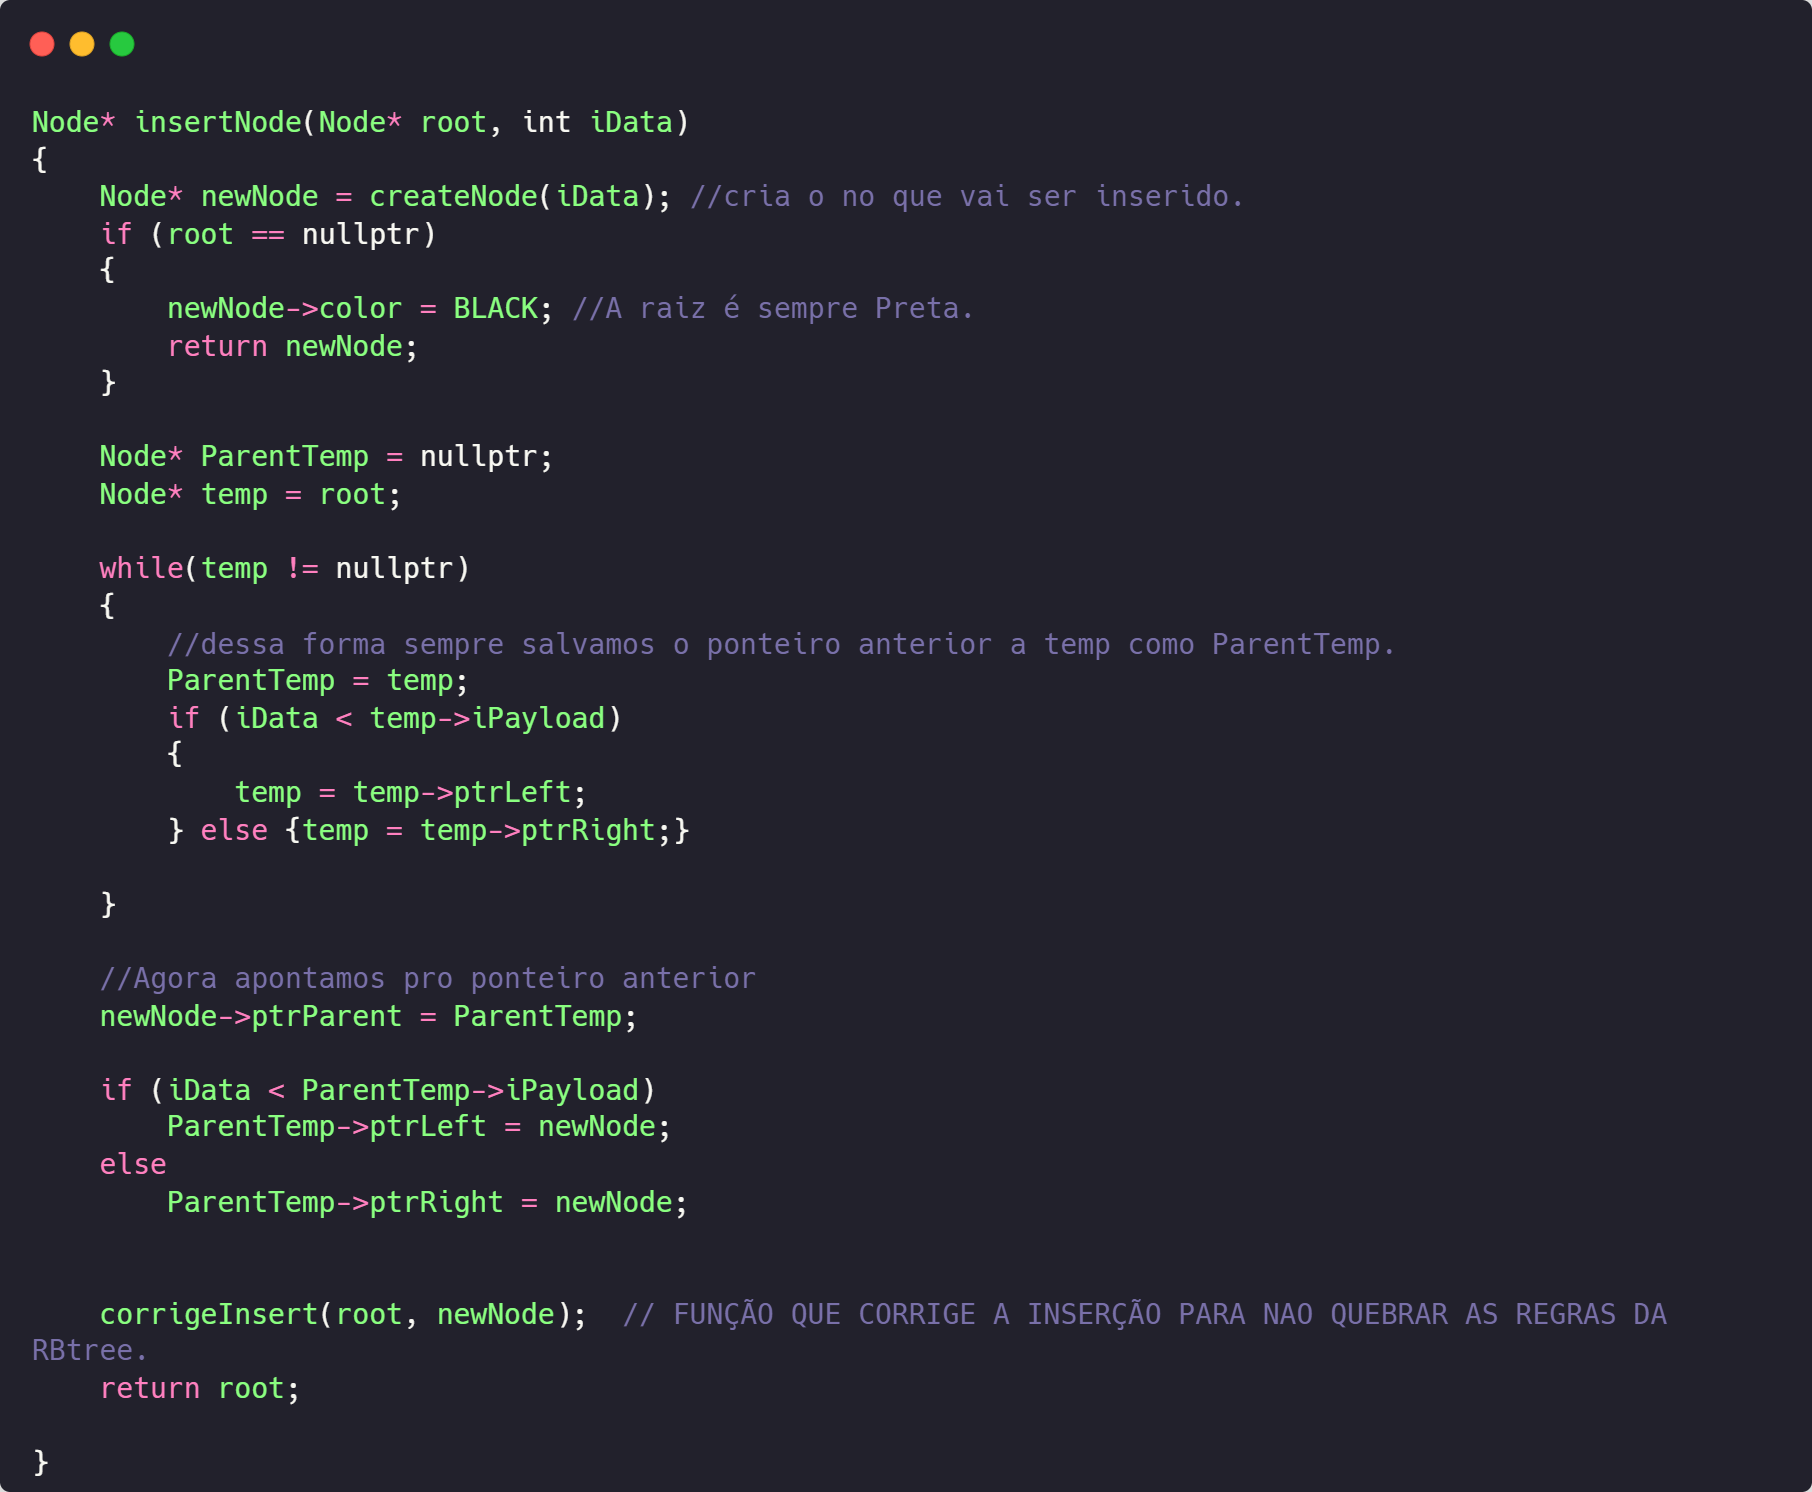 Node* insertNode(Node* root, int iData)
{
    Node* newNode = createNode(iData); //cria o no que vai ser inserido.
    if (root == nullptr)
    {
        newNode->color = BLACK; //A raiz é sempre Preta.
        return newNode;
    }

    Node* ParentTemp = nullptr;
    Node* temp = root;

    while(temp != nullptr)
    {
        //dessa forma sempre salvamos o ponteiro anterior a temp como ParentTemp.
        ParentTemp = temp;
        if (iData < temp->iPayload)
        {
            temp = temp->ptrLeft;
        } else {temp = temp->ptrRight;}

    }

    //Agora apontamos pro ponteiro anterior
    newNode->ptrParent = ParentTemp;

    if (iData < ParentTemp->iPayload)
        ParentTemp->ptrLeft = newNode;
    else
        ParentTemp->ptrRight = newNode;


    corrigeInsert(root, newNode);  // FUNÇÃO QUE CORRIGE A INSERÇÃO PARA NAO QUEBRAR AS REGRAS DA
RBtree.
    return root;

}